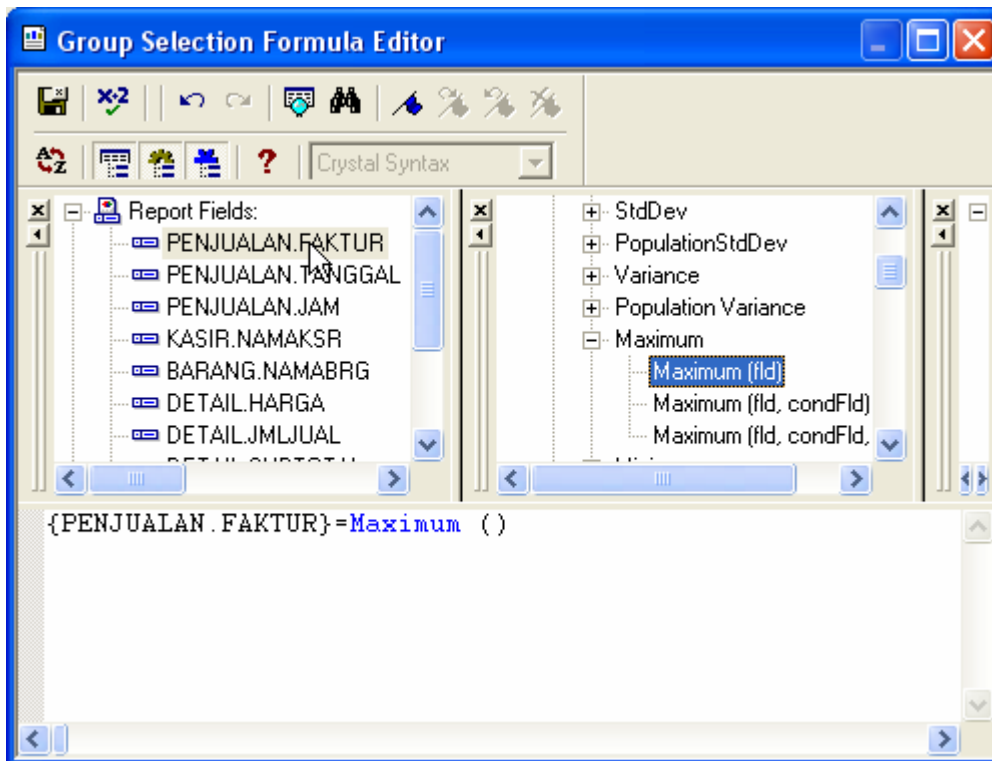 Group Selection Formula Editor
x+2
A
Z
?
Crystal Syntax
Report Fields:
PENJUALAN.FAKTUR
PENJUALAN.TANGGAL
PENJUALAN.JAM
KASIR.NAMAKSR
BARANG.NAMABRG
DETAIL.HARGA
DETAIL.JMLJUAL
StdDev
PopulationStdDev
Variance
Population Variance
Maximum
Maximum (fld)
Maximum (fld, condFld)
Maximum (fld, condFld,
{PENJUALAN.FAKTUR}=Maximum ()